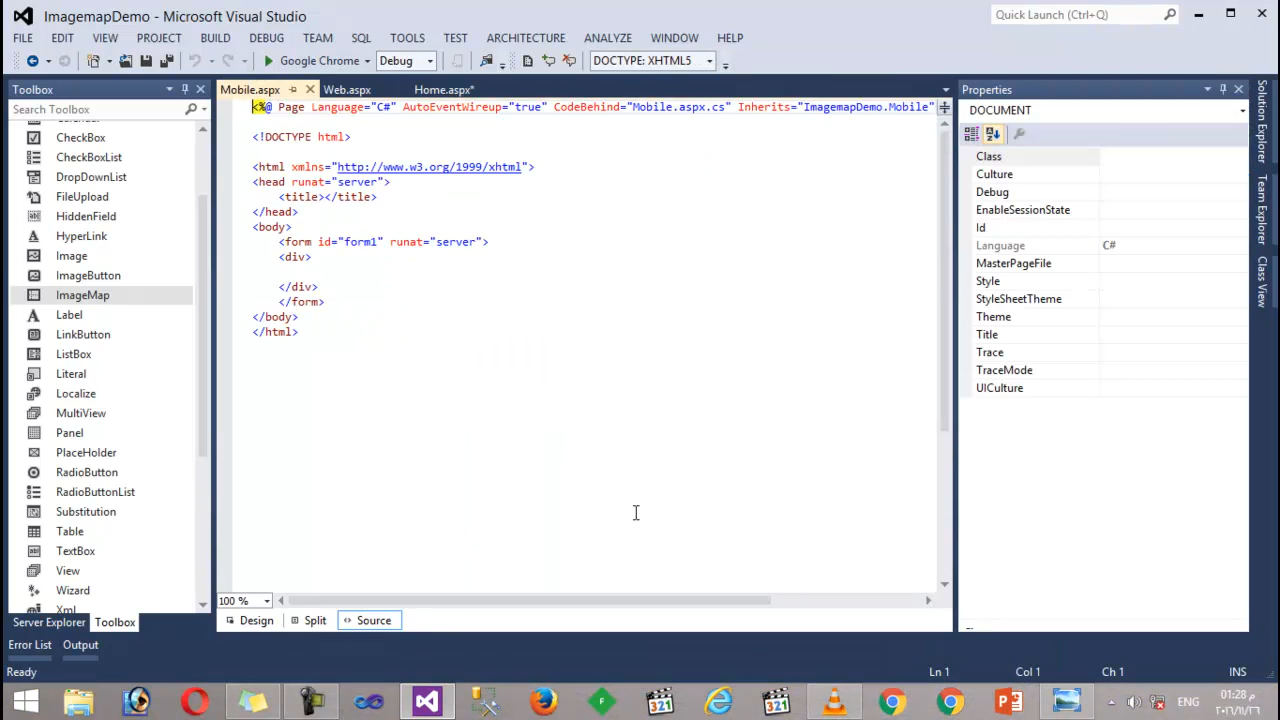 ImagemapDemo - Microsoft Visual Studio
Quick Launch (Ctrl+Q)
FILE EDIT VIEW PROJECT BUILD DEBUG TEAM SQL TOOLS TEST ARCHITECTURE ANALYZE WINDOW HELP
Google Chrome Debug DOCTYPE: XHTML5
Toolbox
Search Toolbox
CheckBox
CheckBoxList
DropDownList
FileUpload
HiddenField
HyperLink
Image
ImageButton
ImageMap
Label
LinkButton
ListBox
Literal
Localize
MultiView
Panel
PlaceHolder
RadioButton
RadioButtonList
Substitution
Table
TextBox
View
Wizard
Xml
Server Explorer Toolbox
Mobile.aspx Web.aspx Home.aspx*
<%@ Page Language="C#" AutoEventWireup="true" CodeBehind="Mobile.aspx.cs" Inherits="ImagemapDemo.Mobile"
<!DOCTYPE html>
<html xmlns="http://www.w3.org/1999/xhtml">
<head runat="server">
<title></title>
</head>
<body>
<form id="form1" runat="server">
<div>
</div>
</form>
</body>
</html>
100 %
Design Split Source
Properties
DOCUMENT
Class
Culture
Debug
EnableSessionState
Id
Language C#
MasterPageFile
Style
StyleSheetTheme
Theme
Title
Trace
TraceMode
UICulture
Solution Explorer
Team Explorer
Class View
Error List Output
Ready Ln 1 Col 1 Ch 1 INS
321
321
ENG
01:28 م